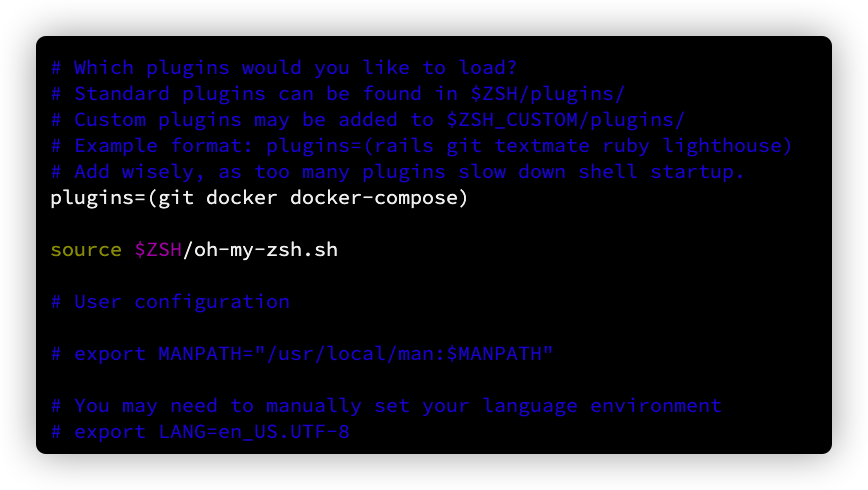 # Which plugins would you like to load?
# Standard plugins can be found in $ZSH/plugins/
# Custom plugins may be added to $ZSH_CUSTOM/plugins/
# Example format: plugins=(rails git textmate ruby lighthouse)
# Add wisely, as too many plugins slow down shell startup.
plugins=(git docker docker-compose)
source $ZSH/oh-my-zsh.sh
# User configuration
# export MANPATH="/usr/local/man:$MANPATH"
# You may need to manually set your language environment
# export LANG=en_US.UTF-8